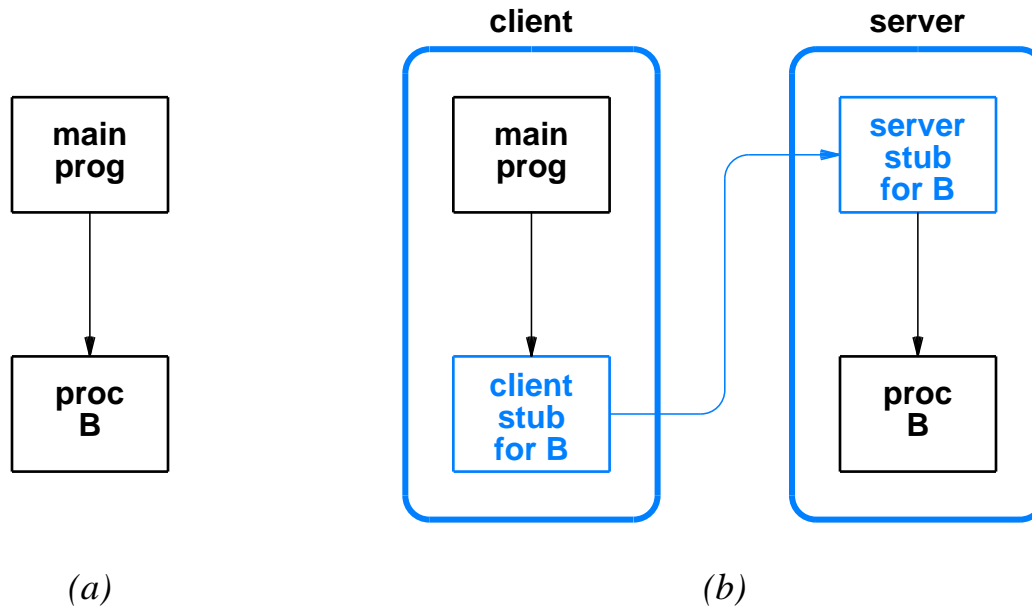 client
server
main
prog
proc
B
main
prog
client
stub
for B
server
stub
for B
proc
B
(a)
(b)